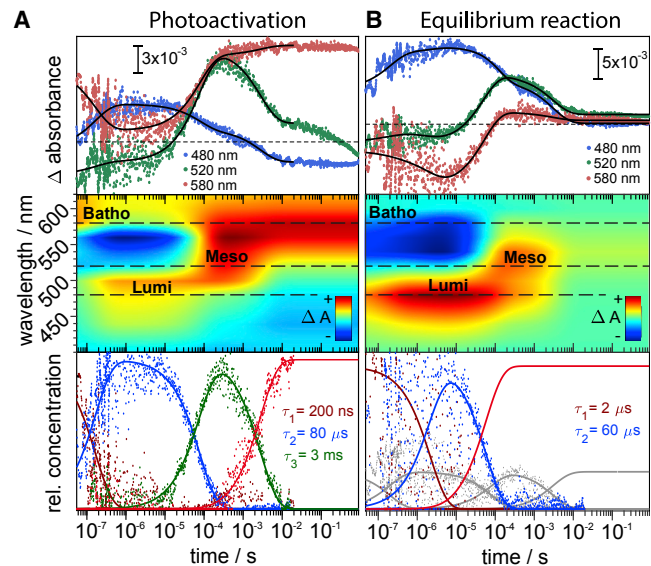 A Photoactivation
B Equilibrium reaction
Δ absorbance
3x10⁻³
480 nm
520 nm
580 nm
5x10⁻³
480 nm
520 nm
580 nm
wavelength / nm
600
550
500
450
Batho
Meso
Lumi
+
Δ A
-
Batho
Meso
Lumi
+
Δ A
-
rel. concentration
τ₁= 200 ns
τ₂= 80 μs
τ₃= 3 ms
τ₁= 2 μs
τ₂= 60 μs
10⁻⁷ 10⁻⁶ 10⁻⁵ 10⁻⁴ 10⁻³ 10⁻² 10⁻¹
10⁻⁷ 10⁻⁶ 10⁻⁵ 10⁻⁴ 10⁻³ 10⁻² 10⁻¹
time / s
time / s